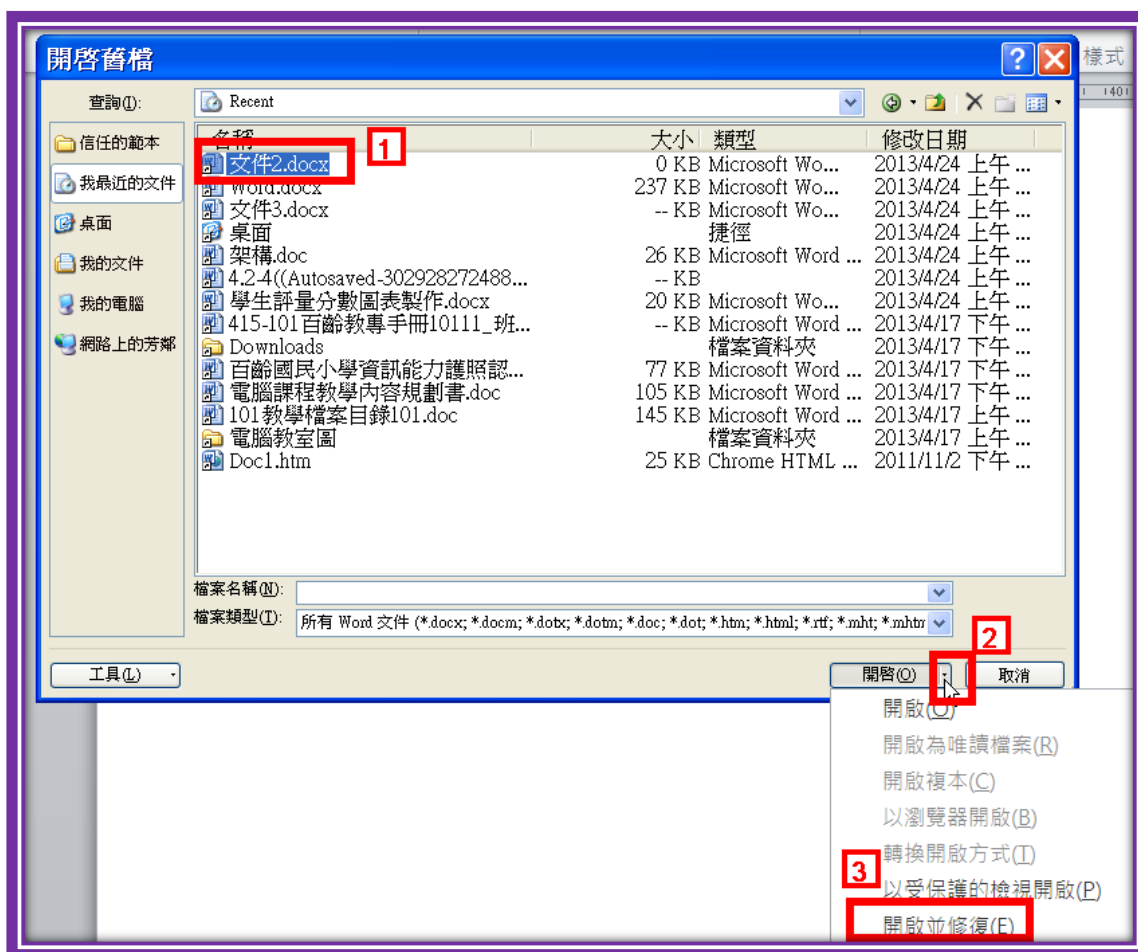 開啓舊檔
樣式
查詢(I):
Recent
信任的範本
我最近的文件
桌面
我的文件
我的電腦
網路上的芳鄰
名稱 大小 類型 修改日期
1
文件2.docx 0 KB Microsoft Wo... 2013/4/24 上午 ...
Word.docx 237 KB Microsoft Wo... 2013/4/24 上午 ...
文件3.docx -- KB Microsoft Wo... 2013/4/24 上午 ...
桌面 捷徑 2013/4/24 上午 ...
架構.doc 26 KB Microsoft Word ... 2013/4/24 上午 ...
4.2-4((Autosaved-302928272488... -- KB 2013/4/24 上午 ...
學生評量分數圖表製作.docx 20 KB Microsoft Wo... 2013/4/24 上午 ...
415-101百齡教專手冊10111_班... -- KB Microsoft Word ... 2013/4/17 下午 ...
Downloads 檔案資料夾 2013/4/17 下午 ...
百齡國民小學資訊能力護照認... 77 KB Microsoft Word ... 2013/4/17 下午 ...
電腦課程教學內容規劃書.doc 105 KB Microsoft Word ... 2013/4/17 下午 ...
101教學檔案目錄101.doc 145 KB Microsoft Word ... 2013/4/17 上午 ...
電腦教室圖 檔案資料夾 2013/4/17 上午 ...
Doc1.htm 25 KB Chrome HTML ... 2011/11/2 下午 ...
檔案名稱(N):
檔案類型(T): 所有 Word 文件 (*.docx; *.docm; *.dotx; *.dotm; *.doc; *.dot; *.htm; *.html; *.rtf; *.mht; *.mhtm
2
工具(L) 開啓(O) 取消
開啟(O)
開啟為唯讀檔案(R)
開啟複本(C)
以瀏覽器開啟(B)
轉換開啟方式(T)
3
以受保護的檢視開啟(P)
開啟並修復(E)